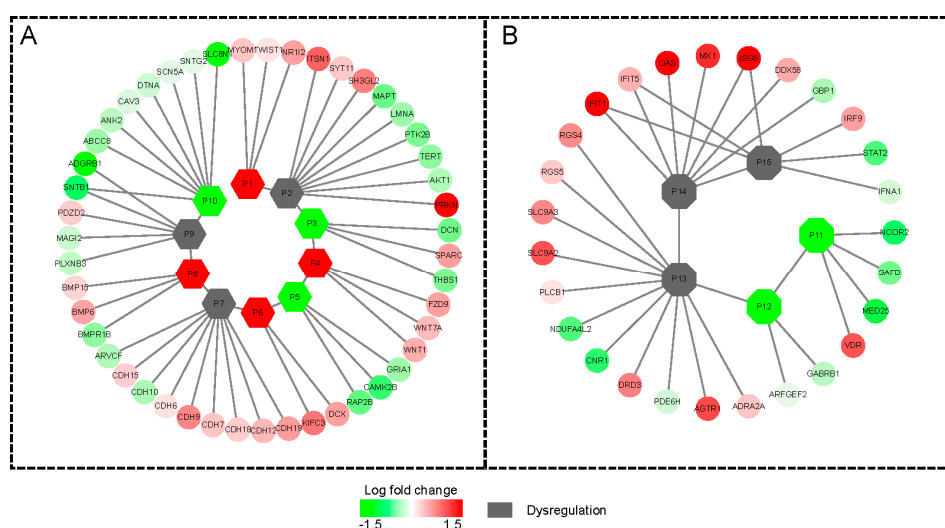 A
SLC8N1
MYOM1
TWIST1
NR1I2
ITSN1
SYT11
SH3GL2
MAPT
LMNA
PTK2B
TERT
AKT1
PRKN
DCN
SPARC
THBS1
FZD9
WNT7A
WNT1
GRIA1
CAMK2B
RAP2B
DCX
KIFC3
CDH19
CDH12
CDH18
CDH7
CDH9
CDH6
CDH10
CDH15
ARVCF
BMPR1B
BMP6
BMP15
PLXNB3
MAGI2
PDZD2
SNTB1
ADGRB1
ABCC8
ANK2
CAV3
DTNA
SCN5A
SNTG2
P1
P2
P3
P4
P5
P6
P7
P8
P9
P10
B
OAS
MX1
ISG5
DDX58
IFIT5
GBP1
IFIT1
IRF9
RGS4
STAT2
P15
RGS5
P14
IFNA1
SLC9A3
P11
NCOR2
SLC9A2
P13
PLCB1
P12
MED25
NDUFA4L2
VDR
CNR1
GABRB1
DRD3
ARFGEF2
PDE6H
AGTR1
ADRA2A
Log fold change
-1.5 1.5
Dysregulation